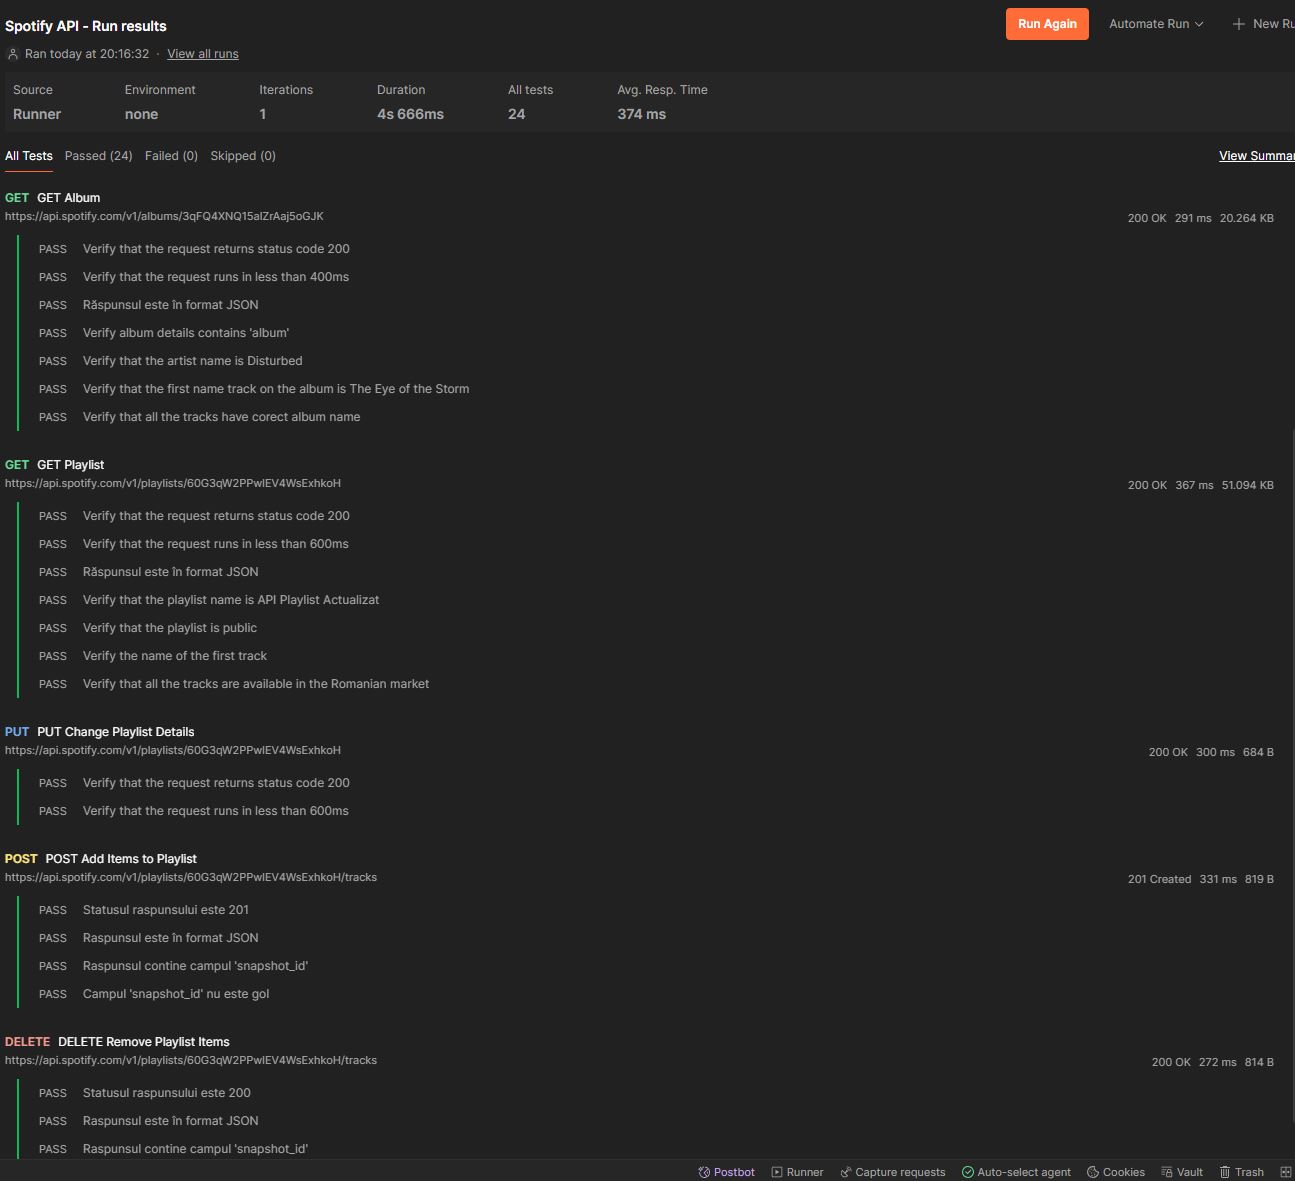 Spotify API - Run results
Run Again
Automate Run
New Ru
Ran today at 20:16:32 · View all runs
Source Environment Iterations Duration All tests Avg. Resp. Time
Runner none 1 4s 666ms 24 374 ms
All Tests Passed (24) Failed (0) Skipped (0)
View Summar
GET GET Album
https://api.spotify.com/v1/albums/3qFQ4XNQ15alZrAaj5oGJK
200 OK 291 ms 20.264 KB
PASS Verify that the request returns status code 200
PASS Verify that the request runs in less than 400ms
PASS Răspunsul este în format JSON
PASS Verify album details contains 'album'
PASS Verify that the artist name is Disturbed
PASS Verify that the first name track on the album is The Eye of the Storm
PASS Verify that all the tracks have corect album name
GET GET Playlist
https://api.spotify.com/v1/playlists/60G3qW2PPwIEV4WsExhkoH
200 OK 367 ms 51.094 KB
PASS Verify that the request returns status code 200
PASS Verify that the request runs in less than 600ms
PASS Răspunsul este în format JSON
PASS Verify that the playlist name is API Playlist Actualizat
PASS Verify that the playlist is public
PASS Verify the name of the first track
PASS Verify that all the tracks are available in the Romanian market
PUT PUT Change Playlist Details
https://api.spotify.com/v1/playlists/60G3qW2PPwIEV4WsExhkoH
200 OK 300 ms 684 B
PASS Verify that the request returns status code 200
PASS Verify that the request runs in less than 600ms
POST POST Add Items to Playlist
https://api.spotify.com/v1/playlists/60G3qW2PPwIEV4WsExhkoH/tracks
201 Created 331 ms 819 B
PASS Statusul raspunsului este 201
PASS Raspunsul este în format JSON
PASS Raspunsul contine campul 'snapshot_id'
PASS Campul 'snapshot_id' nu este gol
DELETE DELETE Remove Playlist Items
https://api.spotify.com/v1/playlists/60G3qW2PPwIEV4WsExhkoH/tracks
200 OK 272 ms 814 B
PASS Statusul raspunsului este 200
PASS Raspunsul este în format JSON
PASS Raspunsul contine campul 'snapshot_id'
Postbot Runner Capture requests Auto-select agent Cookies Vault Trash